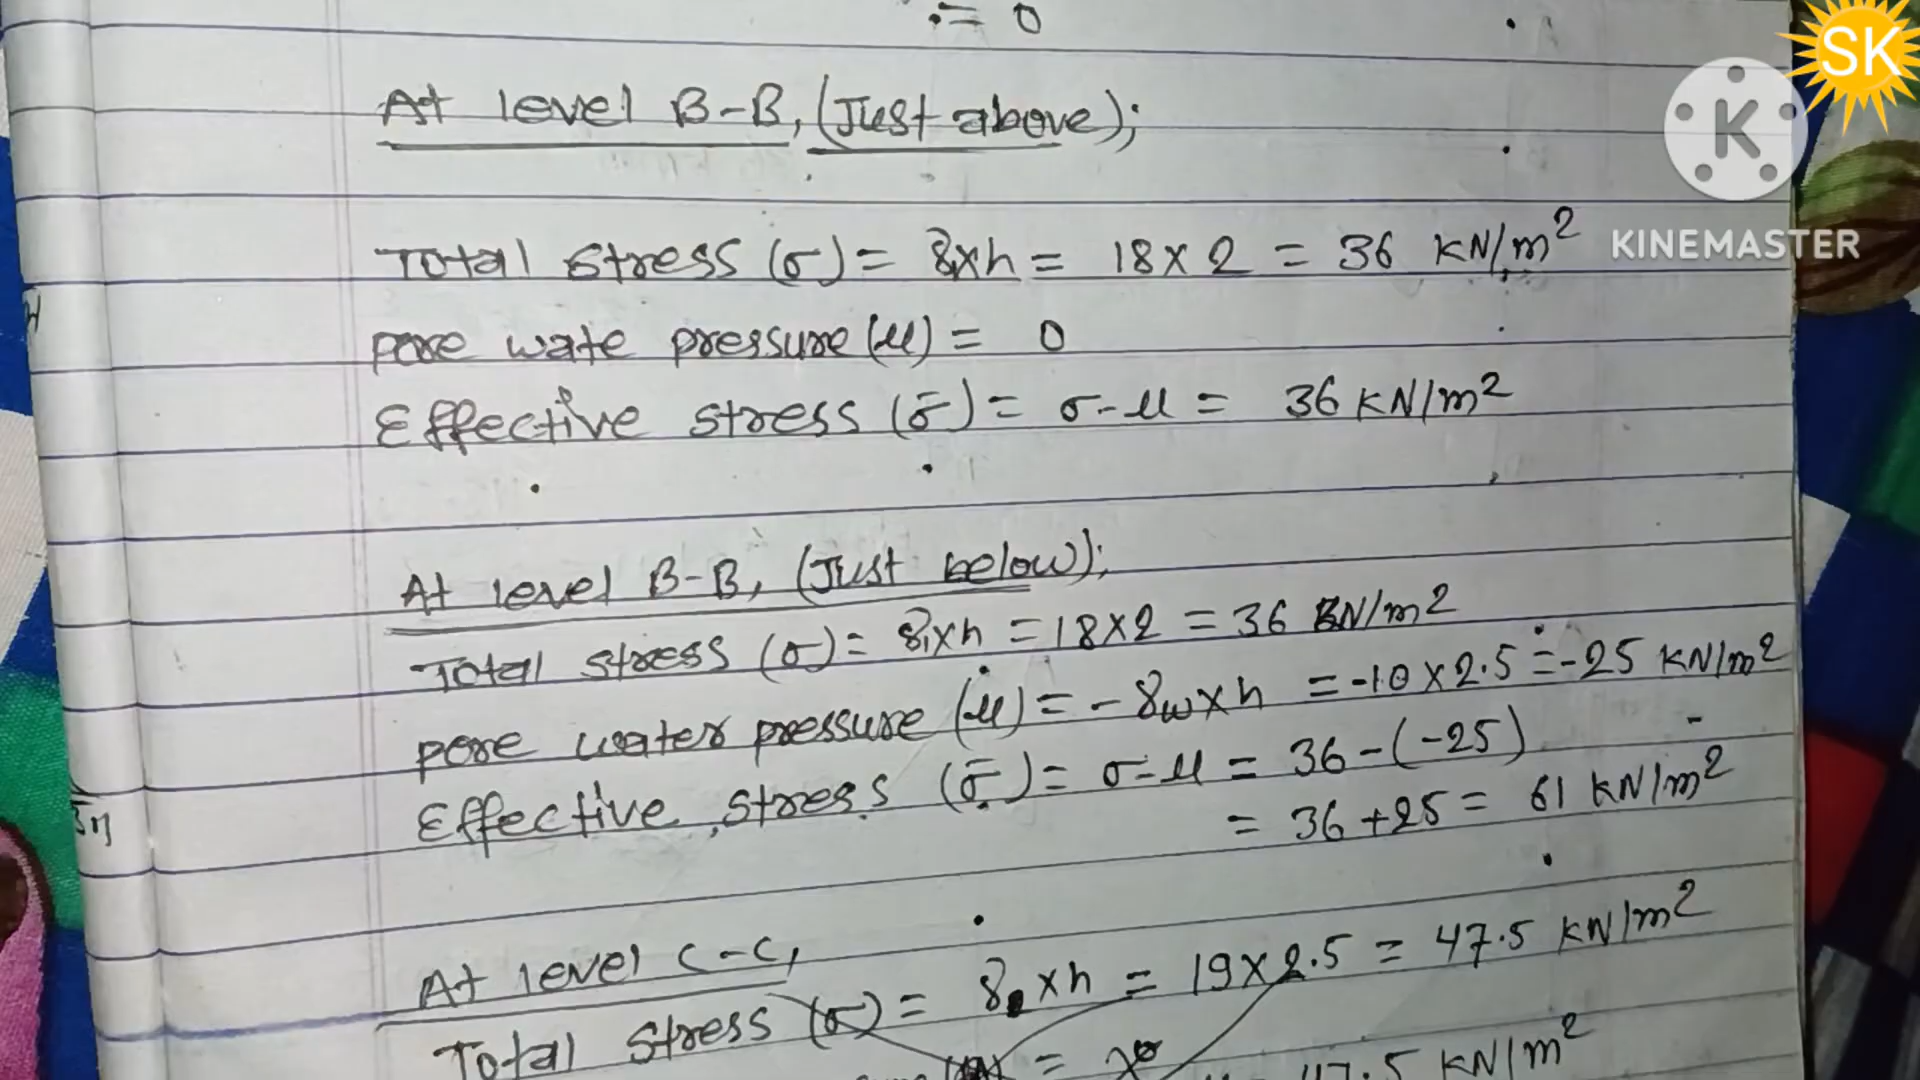 ∴= 0
SK
K
KINEMASTER
At level B-B, (Just above);
Total stress (σ) = γ₁×h = 18×2 = 36 KN/m²
pore wate pressure (u) = 0
Effective stress (σ̄) = σ-u = 36 KN/m²
At level B-B, (Just below);
Total stress (σ) = γ₁×h = 18×2 = 36 KN/m²
pore water pressure (u) = -γw×h = -10×2.5 = -25 KN/m²
Effective stress (σ̄) = σ-u = 36-(-25)
= 36+25 = 61 KN/m²
At level C-C,
Total stress (σ) = γ ×h = 19×2.5 = 47.5 KN/m²
= 47.5 KN/m²